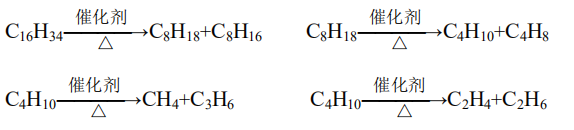 C₁₆H₃₄ —催化剂/△→ C₈H₁₈+C₈H₁₆
C₈H₁₈ —催化剂/△→ C₄H₁₀+C₄H₈
C₄H₁₀ —催化剂/△→ CH₄+C₃H₆
C₄H₁₀ —催化剂/△→ C₂H₄+C₂H₆